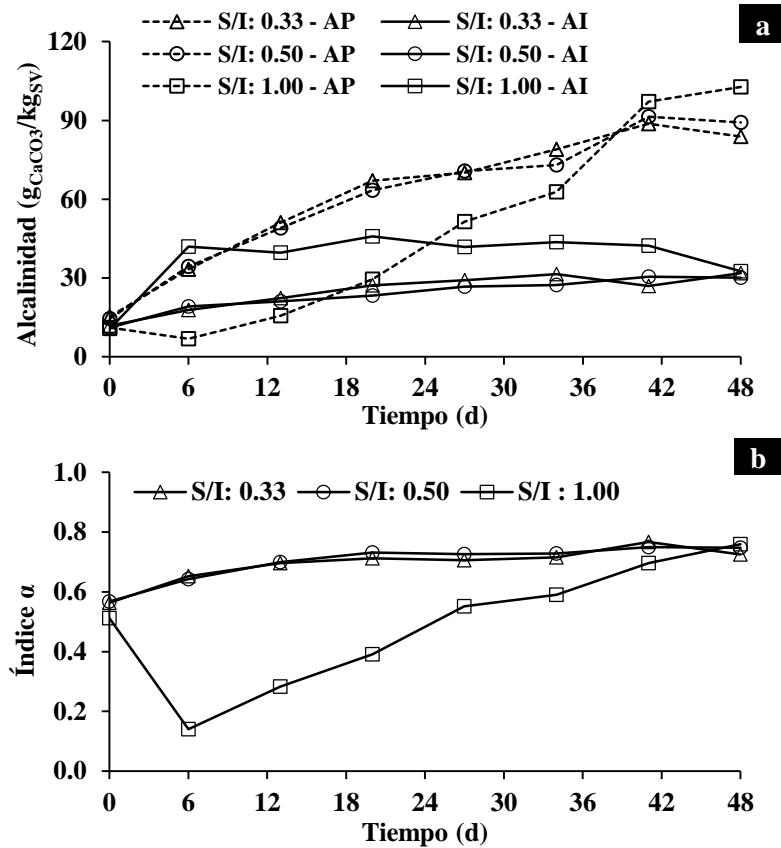 a
S/I: 0.33 - AP S/I: 0.33 - AI
S/I: 0.50 - AP S/I: 0.50 - AI
S/I: 1.00 - AP S/I: 1.00 - AI
Alcalinidad (gCaCO3/kgSV)
120
90
60
30
0
0 6 12 18 24 30 36 42 48
Tiempo (d)
b
S/I: 0.33 S/I: 0.50 S/I : 1.00
Índice α
1.0
0.8
0.6
0.4
0.2
0.0
0 6 12 18 24 30 36 42 48
Tiempo (d)